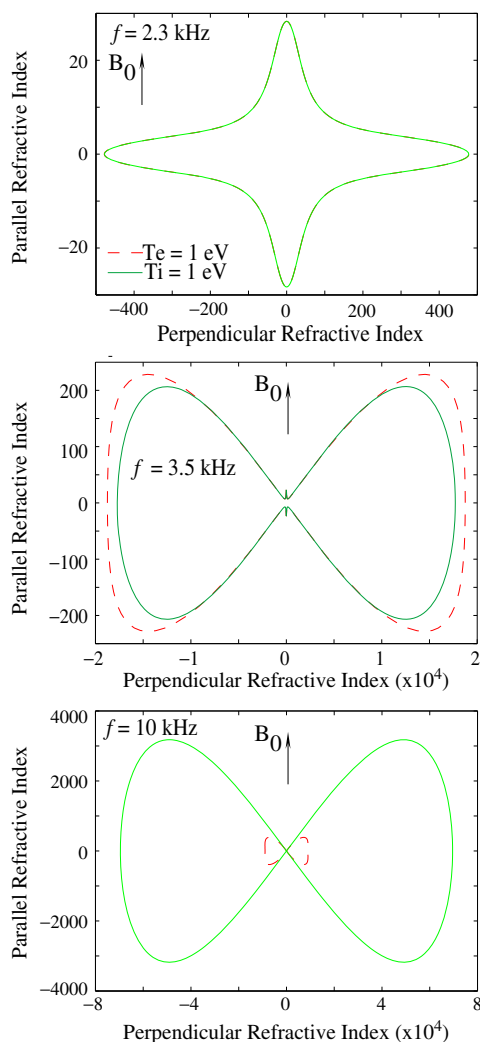 f = 2.3 kHz
B0
20
0
−20
Te = 1 eV
Ti = 1 eV
−400 −200 0 200 400
Parallel Refractive Index
Perpendicular Refractive Index
200
100
0
−100
−200
B0
f = 3.5 kHz
−2 −1 0 1 2
Parallel Refractive Index
Perpendicular Refractive Index (x10^4)
f = 10 kHz
4000
2000
0
−2000
−4000
B0
−8 −4 0 4 8
Parallel Refractive Index
Perpendicular Refractive Index (x10^4)